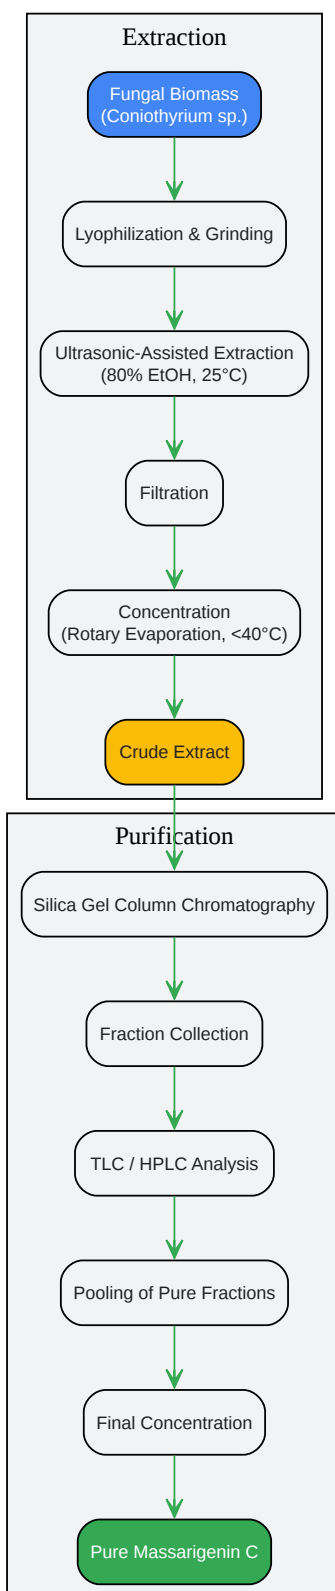 Extraction
Fungal Biomass
(Coniothyrium sp.)
Lyophilization & Grinding
Ultrasonic-Assisted Extraction
(80% EtOH, 25°C)
Filtration
Concentration
(Rotary Evaporation, <40°C)
Crude Extract
Purification
Silica Gel Column Chromatography
Fraction Collection
TLC / HPLC Analysis
Pooling of Pure Fractions
Final Concentration
Pure Massarigenin C